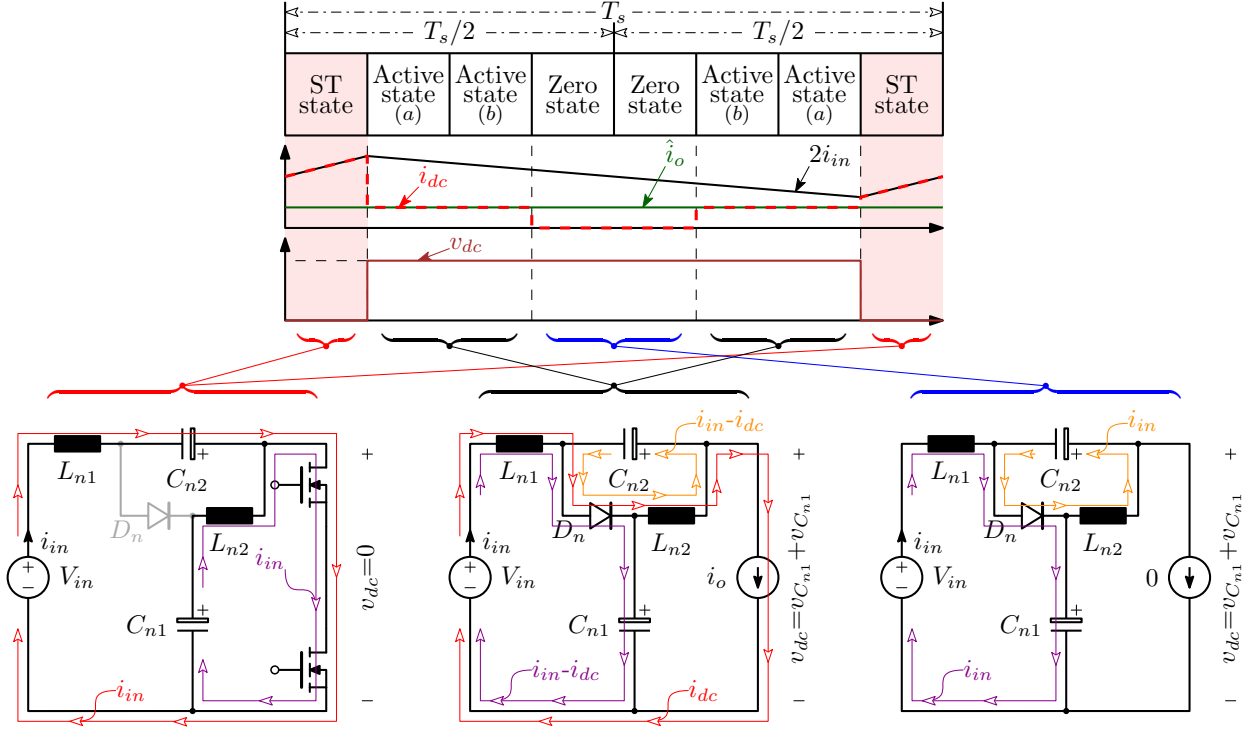 T_s
T_s/2 T_s/2
ST state
Active state (a)
Active state (b)
Zero state
Zero state
Active state (b)
Active state (a)
ST state
i_dc
î_o
2i_in
v_dc
L_n1
C_n2 +
D_n
L_n2
i_in
V_in
+
−
i_in
C_n1 +
i_in
+
v_dc=0
−
i_in-i_dc
L_n1
C_n2 +
D_n
L_n2
i_in
V_in
+
−
i_o
C_n1 +
i_in-i_dc
i_dc
+
v_dc=v_Cn1+v_Cn1
−
i_in
L_n1
C_n2 +
D_n
L_n2
i_in
V_in
+
−
0
C_n1 +
i_in
+
v_dc=v_Cn1+v_Cn1
−